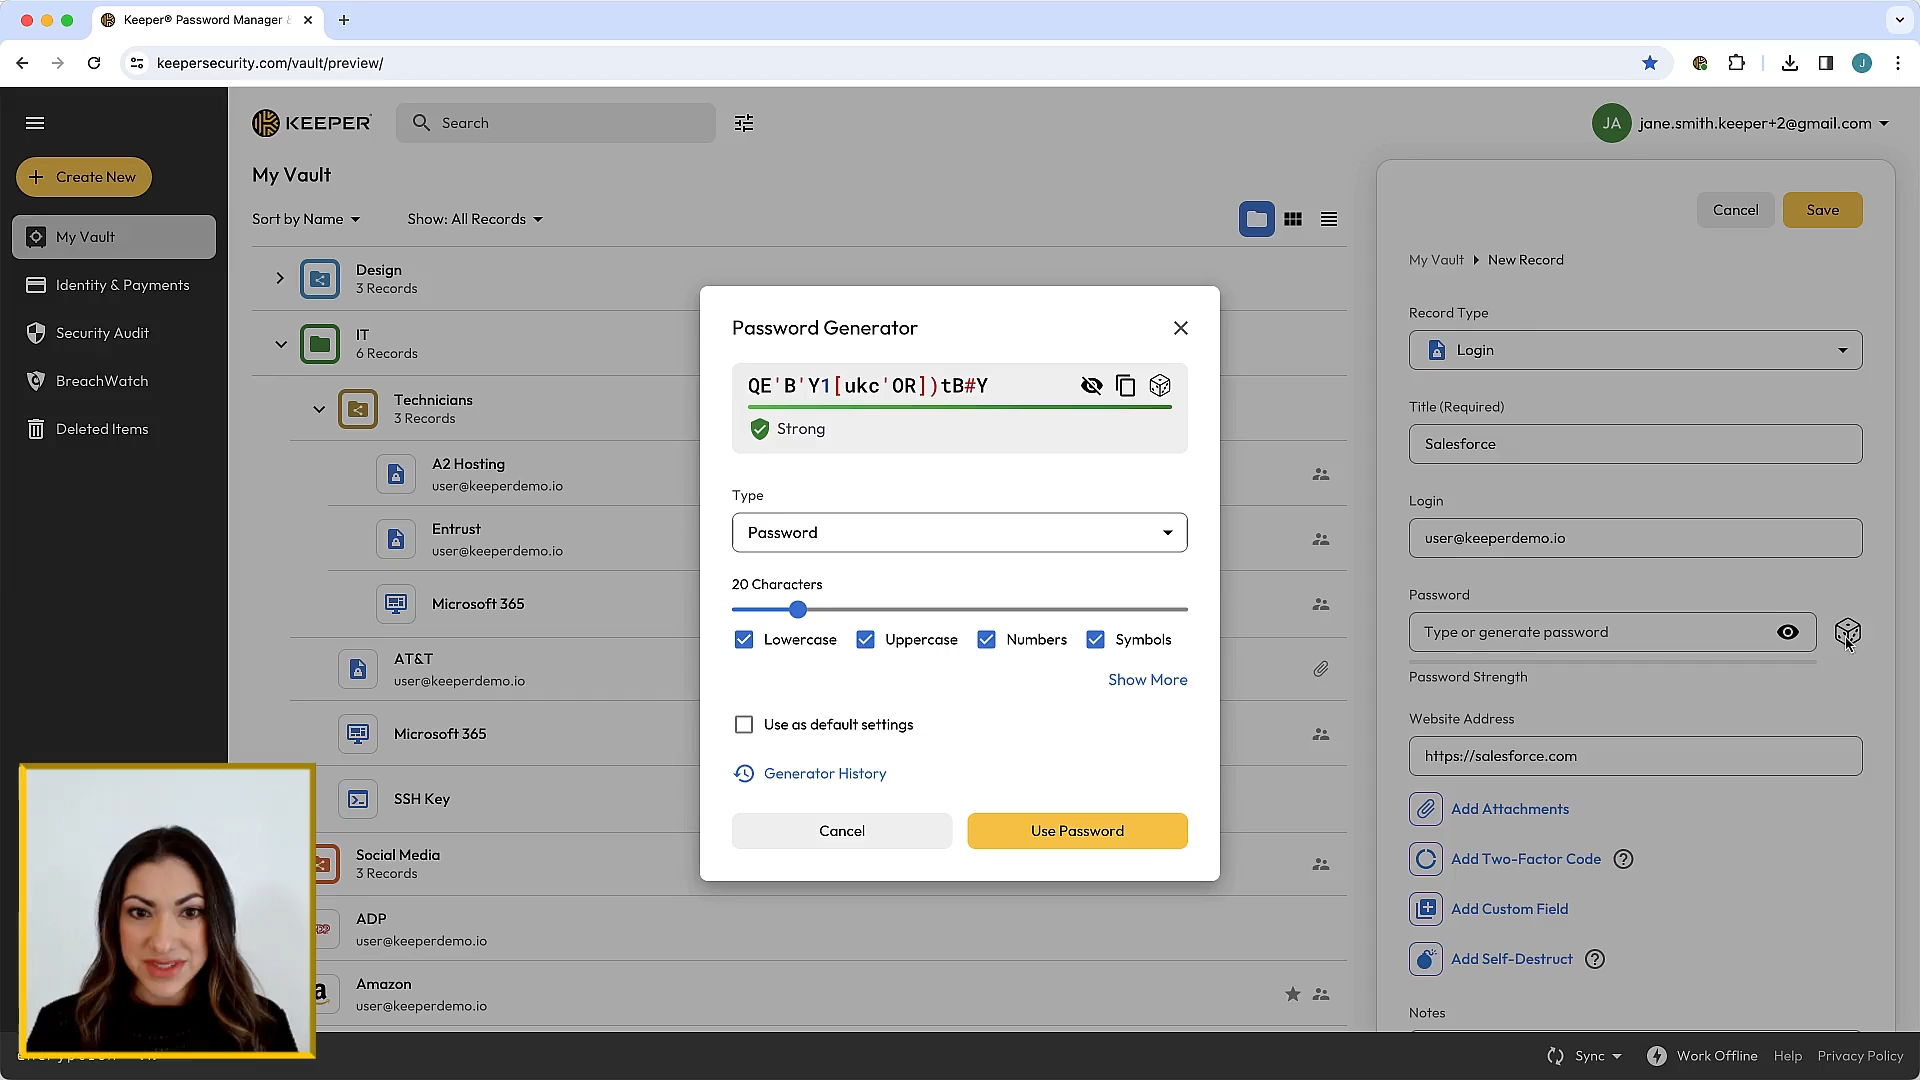 Keeper® Password Manager
keepersecurity.com/vault/preview/
J
KEEPER
Search
JA
jane.smith.keeper+2@gmail.com
Create New
My Vault
Identity & Payments
Security Audit
BreachWatch
Deleted Items
My Vault
Sort by Name
Show: All Records
Design
3 Records
IT
6 Records
Technicians
3 Records
A2 Hosting
user@keeperdemo.io
Entrust
user@keeperdemo.io
Microsoft 365
AT&T
user@keeperdemo.io
Microsoft 365
SSH Key
Social Media
3 Records
ADP
user@keeperdemo.io
Amazon
user@keeperdemo.io
Password Generator
QE'B'Y1[ukc'OR])tB#Y
Strong
Type
Password
20 Characters
Lowercase
Uppercase
Numbers
Symbols
Show More
Use as default settings
Generator History
Cancel
Use Password
Cancel
Save
My Vault
New Record
Record Type
Login
Title (Required)
Salesforce
Login
user@keeperdemo.io
Password
Type or generate password
Password Strength
Website Address
https://salesforce.com
Add Attachments
Add Two-Factor Code
Add Custom Field
Add Self-Destruct
Notes
Sync
Work Offline
Help
Privacy Policy